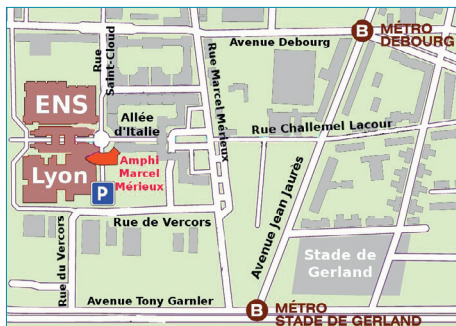 Rue
Saint-Cloud
Avenue Debourg
B
MÉTRO
DEBOURG
ENS
Lyon
Allée
d'Italie
Rue Marcel Mérieux
Rue Challemel Lacour
Amphi
Marcel
Mérieux
P
Rue de Vercors
Rue du Vercors
Avenue Jean Jaurès
Stade de
Gerland
Avenue Tony Garnier
B
MÉTRO
STADE DE GERLAND